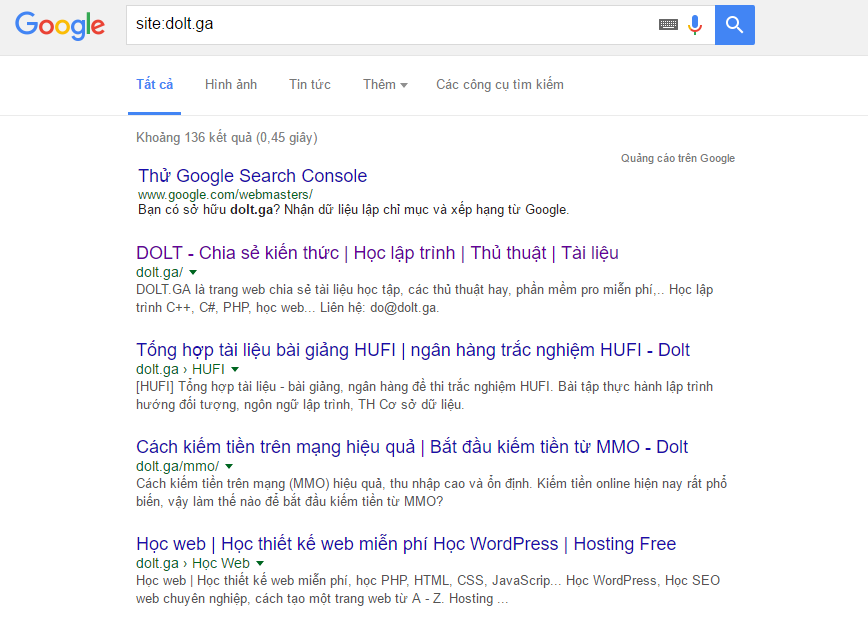 Google site:dolt.ga
Tất cả Hình ảnh Tin tức Thêm Các công cụ tìm kiếm
Khoảng 136 kết quả (0,45 giây)
Quảng cáo trên Google
Thử Google Search Console
www.google.com/webmasters/
Bạn có sở hữu dolt.ga? Nhận dữ liệu lập chỉ mục và xếp hạng từ Google.
DOLT - Chia sẻ kiến thức | Học lập trình | Thủ thuật | Tài liệu
dolt.ga/
DOLT.GA là trang web chia sẻ tài liệu học tập, các thủ thuật hay, phần mềm pro miễn phí,.. Học lập
trình C++, C#, PHP, học web... Liên hệ: do@dolt.ga.
Tổng hợp tài liệu bài giảng HUFI | ngân hàng trắc nghiệm HUFI - Dolt
dolt.ga › HUFI
[HUFI] Tổng hợp tài liệu - bài giảng, ngân hàng đề thi trắc nghiệm HUFI. Bài tập thực hành lập trình
hướng đối tượng, ngôn ngữ lập trình, TH Cơ sở dữ liệu.
Cách kiếm tiền trên mạng hiệu quả | Bắt đầu kiếm tiền từ MMO - Dolt
dolt.ga/mmo/
Cách kiếm tiền trên mạng (MMO) hiệu quả, thu nhập cao và ổn định. Kiếm tiền online hiện nay rất phổ
biến, vậy làm thế nào để bắt đầu kiếm tiền từ MMO?
Học web | Học thiết kế web miễn phí Học WordPress | Hosting Free
dolt.ga › Học Web
Học web | Học thiết kế web miễn phí, học PHP, HTML, CSS, JavaScrip... Học WordPress, Học SEO
web chuyên nghiệp, cách tạo một trang web từ A - Z. Hosting ...